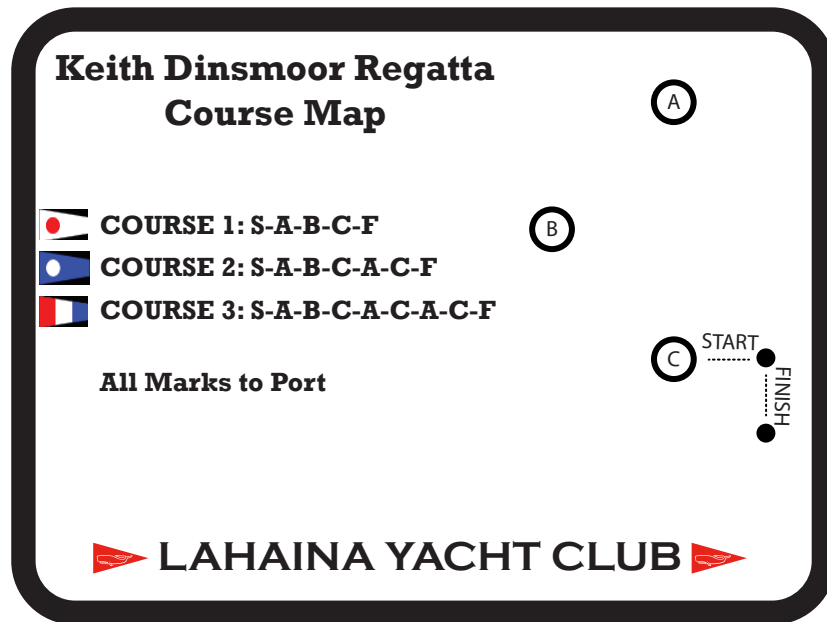 Keith Dinsmoor Regatta
Course Map
A
COURSE 1: S-A-B-C-F
B
COURSE 2: S-A-B-C-A-C-F
COURSE 3: S-A-B-C-A-C-A-C-F
START
C
FINISH
All Marks to Port
LAHAINA YACHT CLUB